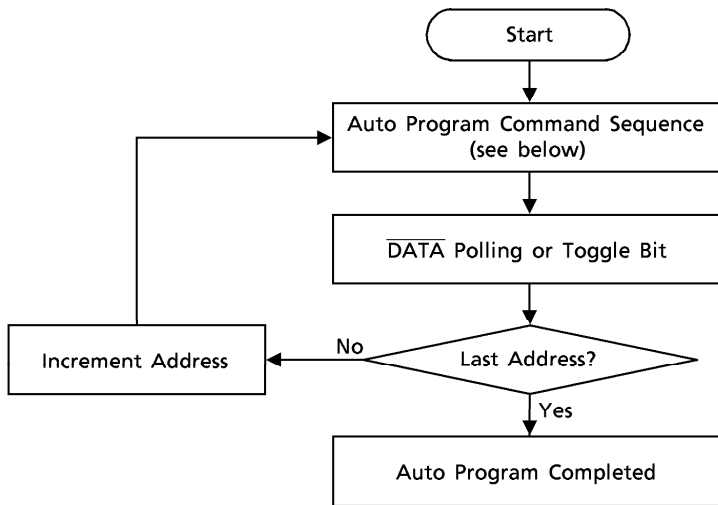 Start
Auto Program Command Sequence
(see below)
DATA Polling or Toggle Bit
No
Increment Address
Last Address?
Yes
Auto Program Completed